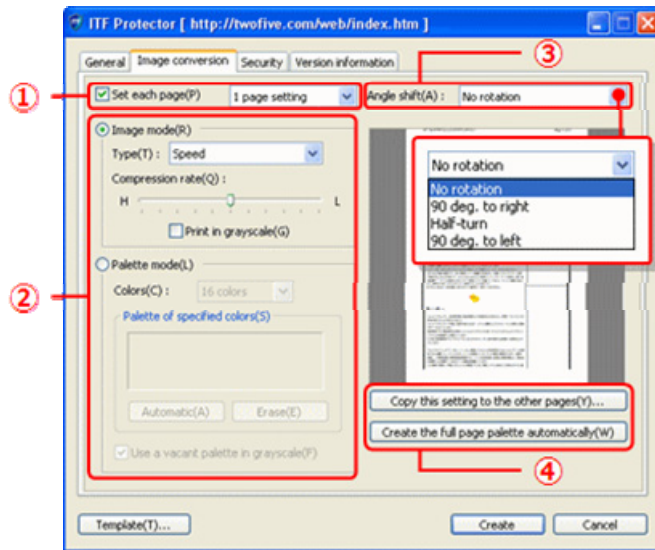 ITF Protector [ http://twofive.com/web/index.htm ]
③
General Image conversion Security Version information
① Set each page(P) 1 page setting Angle shift(A) : No rotation
Image mode(R)
Type(T) : Speed
Compression rate(Q) :
H L
Print in grayscale(G)
No rotation
No rotation
90 deg. to right
Half-turn
90 deg. to left
②
Palette mode(L)
Colors(C) : 16 colors
Palette of specified colors(S)
Automatic(A) Erase(E)
Use a vacant palette in grayscale(F)
Copy this setting to the other pages(Y)...
Create the full page palette automatically(W)
④
Template(T)... Create Cancel